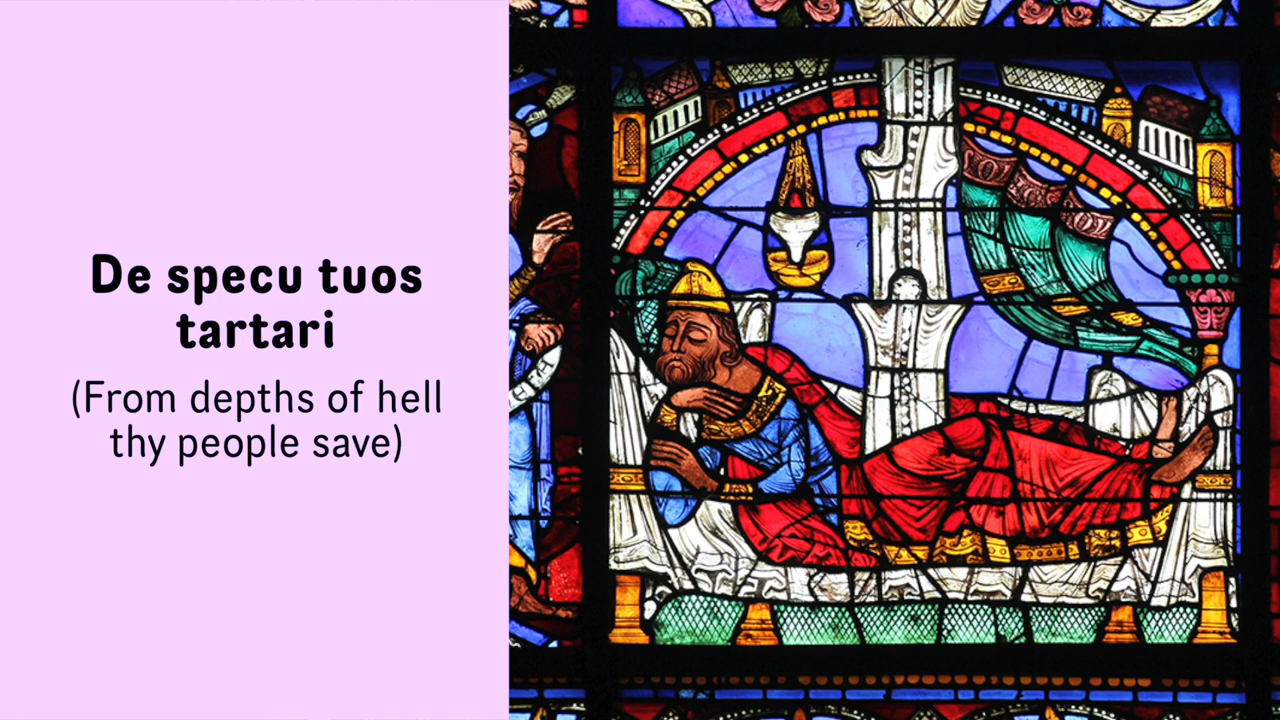 De specu tuos
tartari
(From depths of hell
thy people save)